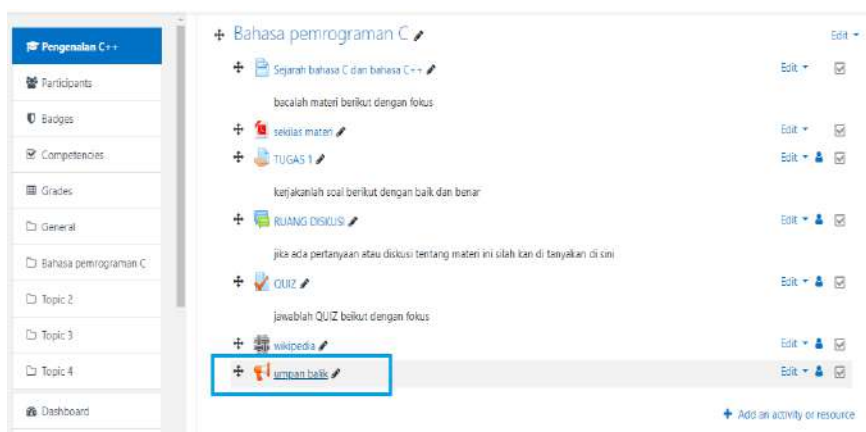 Pengenalan C++
Participants
Badges
Competencies
Grades
General
Bahasa pemrograman C
Topic 2
Topic 3
Topic 4
Dashboard
Bahasa pemrograman C
Edit
Sejarah bahasa C dan bahasa C++
Edit
bacalah materi berikut dengan fokus
sekilas materi
Edit
TUGAS 1
Edit
kerjakanlah soal berikut dengan baik dan benar
RUANG DISKUSI
Edit
jika ada pertanyaan atau diskusi tentang materi ini silah kan di tanyakan di sini
QUIZ
Edit
jawablah QUIZ beikut dengan fokus
wikipedia
Edit
umpan balik
Edit
Add an activity or resource